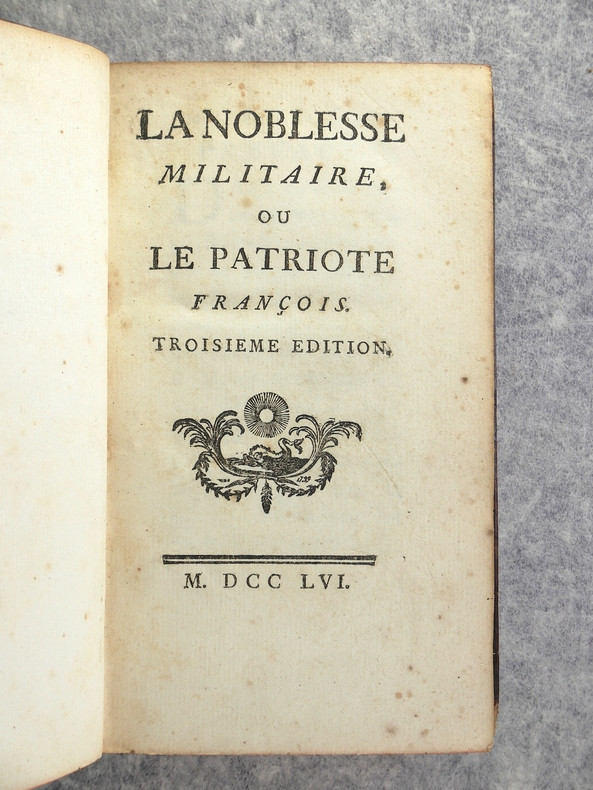 LA NOBLESSE
MILITAIRE,
OU
LE PATRIOTE
FRANÇOIS.
TROISIEME EDITION.
M. DCC LVI.